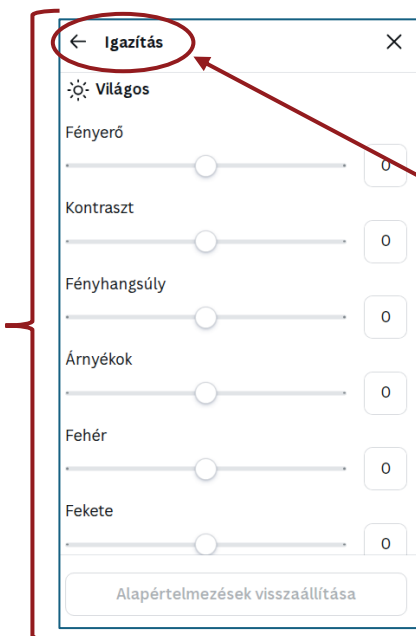 Igazítás
Világos
Fényerő
0
Kontraszt
0
Fényhangsúly
0
Árnyékok
0
Fehér
0
Fekete
0
Alapértelmezések visszaállítása